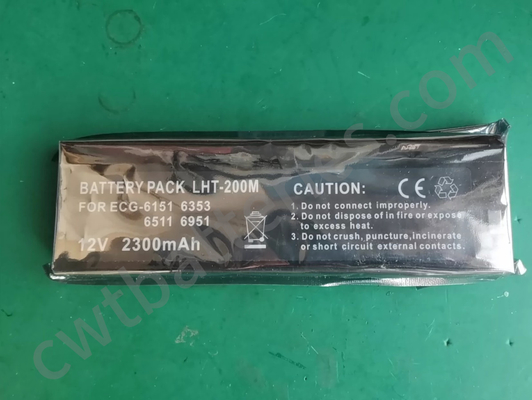 BATTERY PACK LHT-200M
FOR ECG-6151 6353
6511 6951
12V 2300mAh
CAUTION:
CE
1. Do not connect improperly.
2. Do not dispose of in fire or expose
to excess heat.
3. Do not crush, puncture, incinerate
or short circuit external contacts.